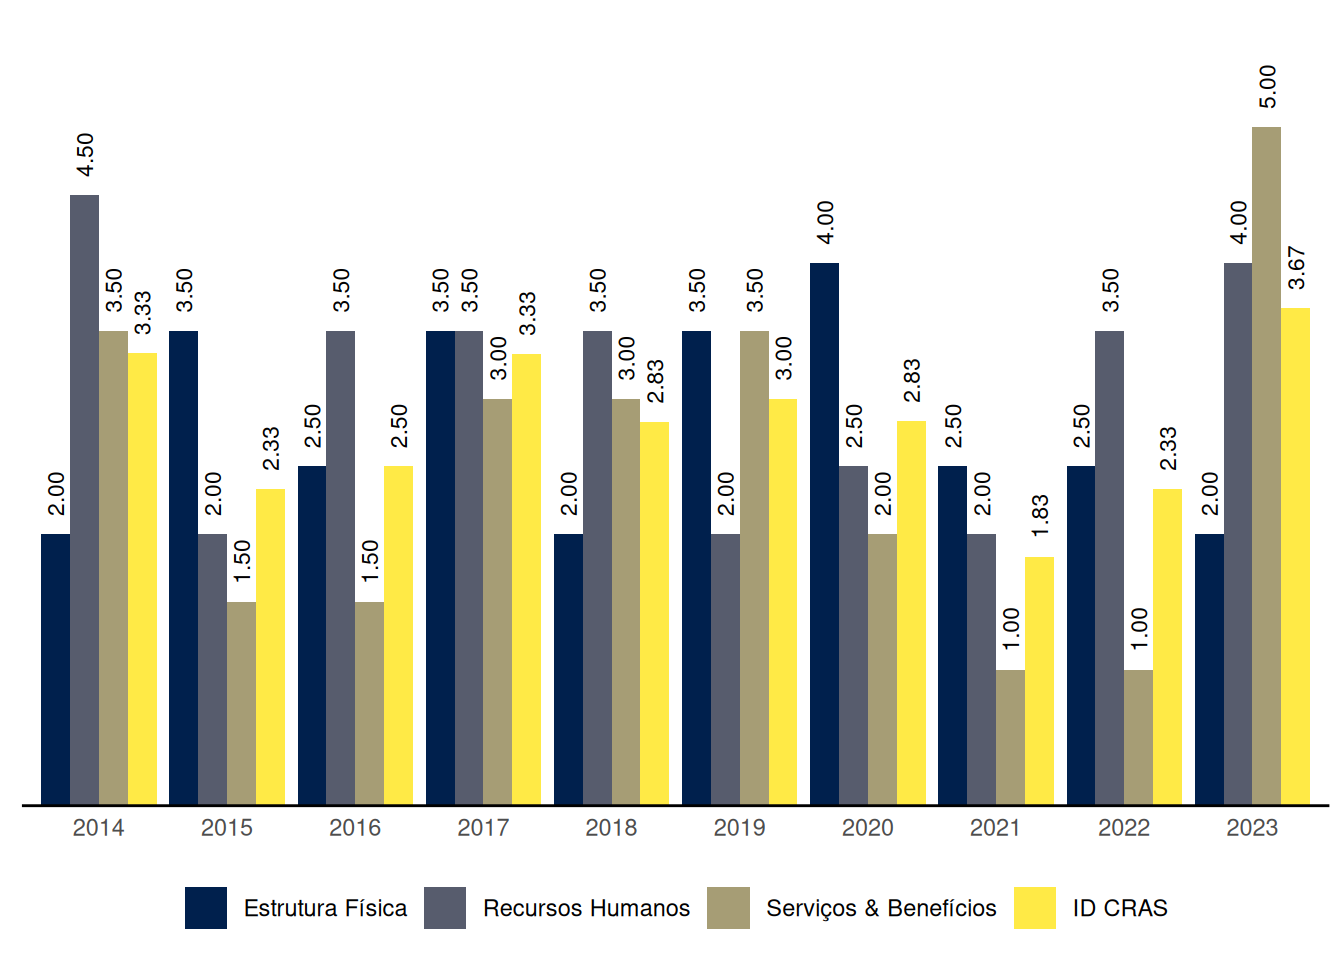 2.00 4.50 3.50 3.33 3.50 2.00 1.50 2.33 2.50 3.50 1.50 2.50 3.50 3.50 3.00 3.33 2.00 3.50 3.00 2.83 3.50 2.00 3.50 3.00 4.00 2.50 2.00 2.83 2.50 2.00 1.00 1.83 2.50 3.50 1.00 2.33 2.00 4.00 5.00 3.67
2014 2015 2016 2017 2018 2019 2020 2021 2022 2023
Estrutura Física Recursos Humanos Serviços & Benefícios ID CRAS